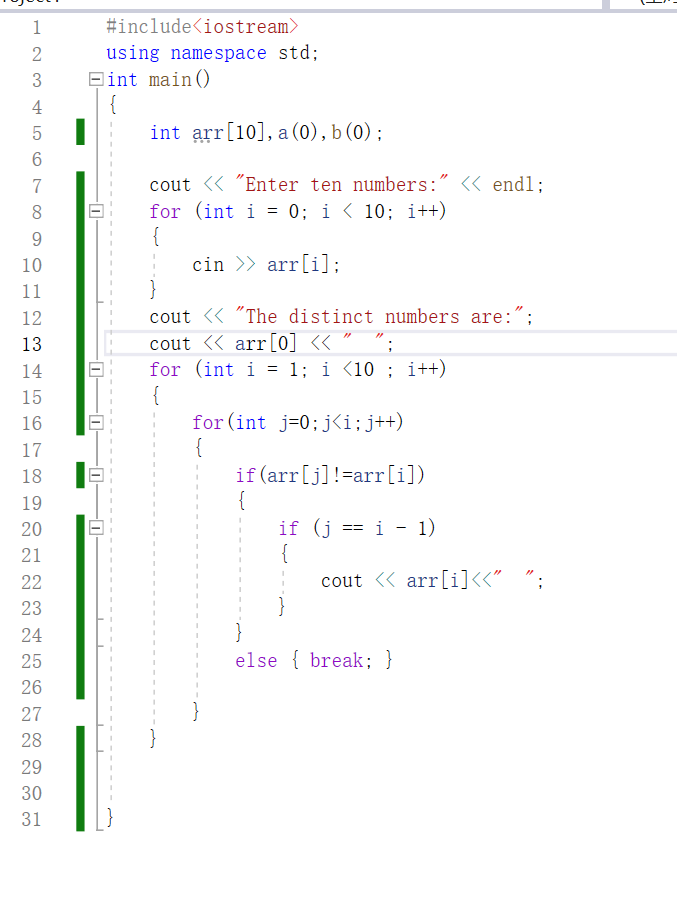 1 #include<iostream>
2 using namespace std;
3 int main()
4 {
5 int arr[10],a(0),b(0);
6
7 cout << "Enter ten numbers:" << endl;
8 for (int i = 0; i < 10; i++)
9 {
10 cin >> arr[i];
11 }
12 cout << "The distinct numbers are:";
13 cout << arr[0] << "  ";
14 for (int i = 1; i <10 ; i++)
15 {
16 for(int j=0;j<i;j++)
17 {
18 if(arr[j]!=arr[i])
19 {
20 if (j == i - 1)
21 {
22 cout << arr[i]<<"  ";
23 }
24 }
25 else { break; }
26
27 }
28 }
29
30
31 }